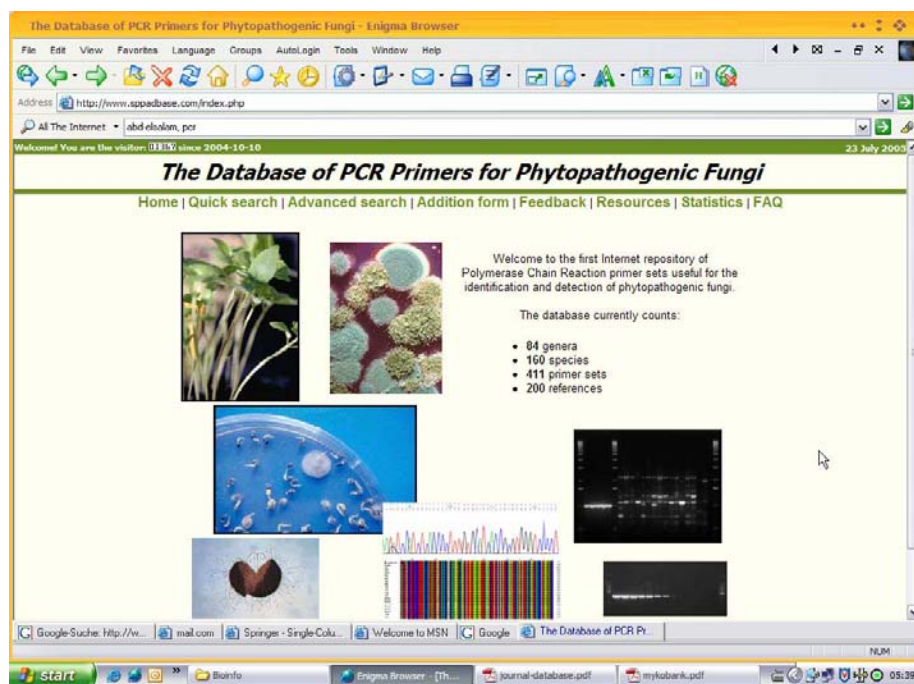 The Database of PCR Primers for Phytopathogenic Fungi - Enigma Browser
File Edit View Favorites Language Groups AutoLogin Tools Window Help
Address http://www.sppadbase.com/index.php
All The Internet abd-elsalam, pcr
Welcome! You are the visitor: since 2004-10-10 23 July 2005
The Database of PCR Primers for Phytopathogenic Fungi
Home | Quick search | Advanced search | Addition form | Feedback | Resources | Statistics | FAQ
Welcome to the first Internet repository of
Polymerase Chain Reaction primer sets useful for the
identification and detection of phytopathogenic fungi.
The database currently counts:
• 84 genera
• 160 species
• 411 primer sets
• 200 references
Google-Suche: http://w... mail.com Springer - Single-Colu... Welcome to MSN Google The Database of PCR Pr...
NUM
start » Bioinfo Enigma Browser - [Th... journal-database.pdf mykobank.pdf 05:39